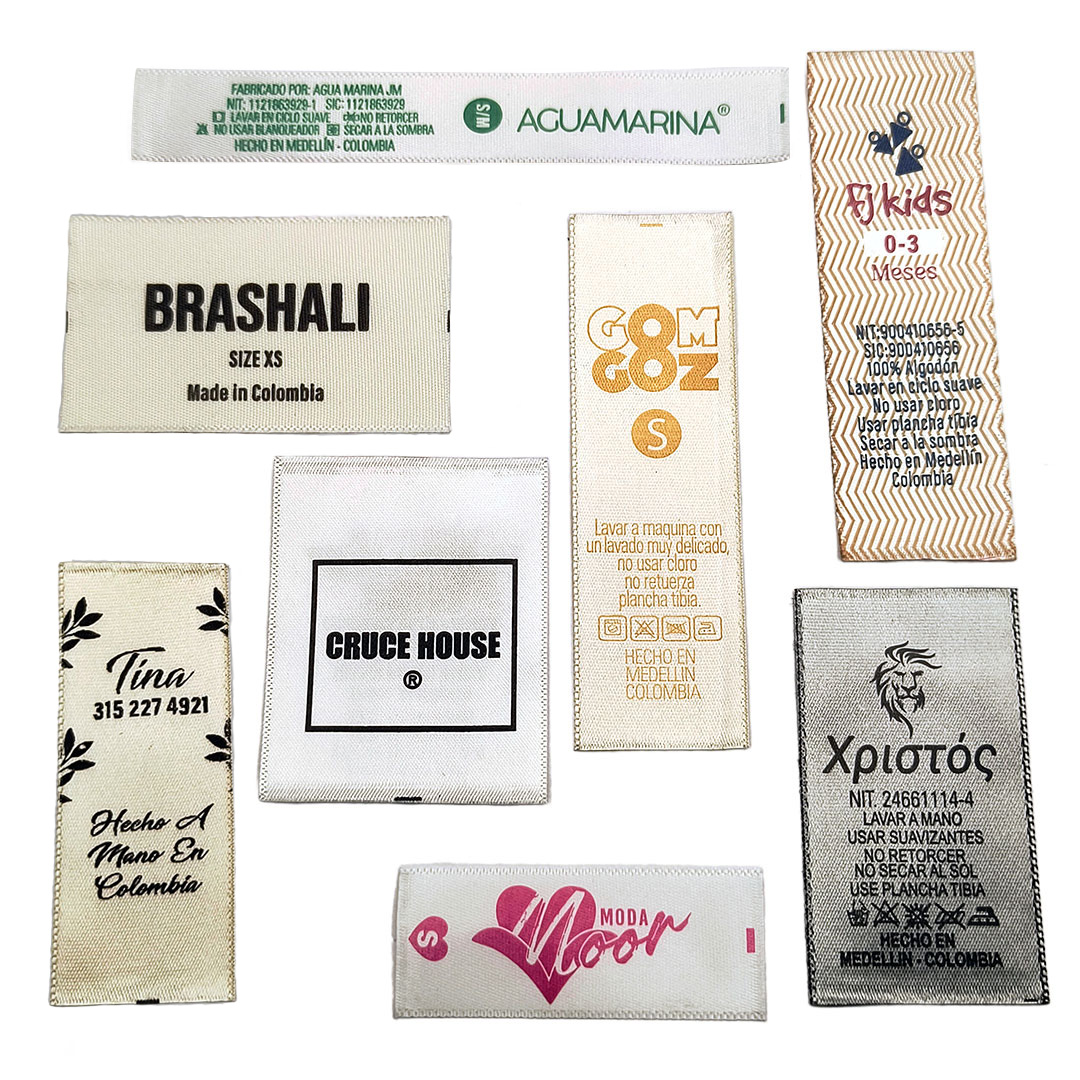 FABRICADO POR: AGUA MARINA JM
NIT: 1121863929-1 SIC: 1121863929
LAVAR EN CICLO SUAVE NO RETORCER
NO USAR BLANQUEADOR SECAR A LA SOMBRA
HECHO EN MEDELLÍN - COLOMBIA
S/M
AGUAMARINA®
Fj kids
0-3
Meses
NIT:900410656-5
SIC:900410656
100% Algodón
Lavar en ciclo suave
No usar cloro
Usar plancha tibia
Secar a la sombra
Hecho en Medellín
Colombia
BRASHALI
SIZE XS
Made in Colombia
GOM
GOZ
S
Lavar a maquina con
un lavado muy delicado,
no usar cloro
no retuerza
plancha tibia.
HECHO EN
MEDELLIN
COLOMBIA
CRUCE HOUSE
®
Tina
315 227 4921
Hecho A
Mano En
Colombia
Χριστός
NIT. 24661114-4
LAVAR A MANO
USAR SUAVIZANTES
NO RETORCER
NO SECAR AL SOL
USE PLANCHA TIBIA
HECHO EN
MEDELLIN - COLOMBIA
S
MODA
Moor